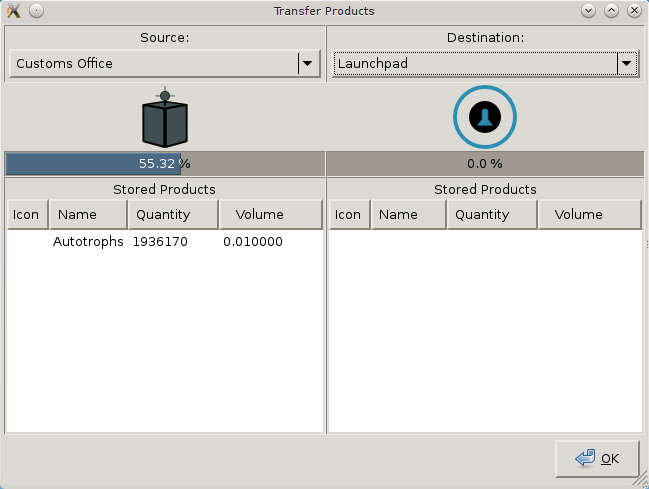 Transfer Products
Source:
Destination:
Customs Office
Launchpad
55.32 %
0.0 %
Stored Products
Stored Products
Icon Name Quantity Volume
Icon Name Quantity Volume
Autotrophs 1936170 0.010000
OK